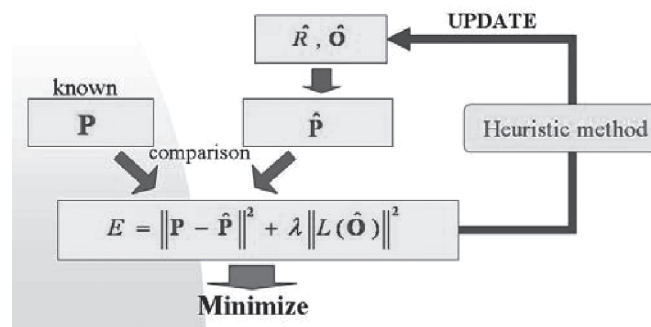 UPDATE
R̂ , Ô
known
P
P̂
Heuristic method
comparison
E = ‖P − P̂‖² + λ‖L(Ô)‖²
Minimize